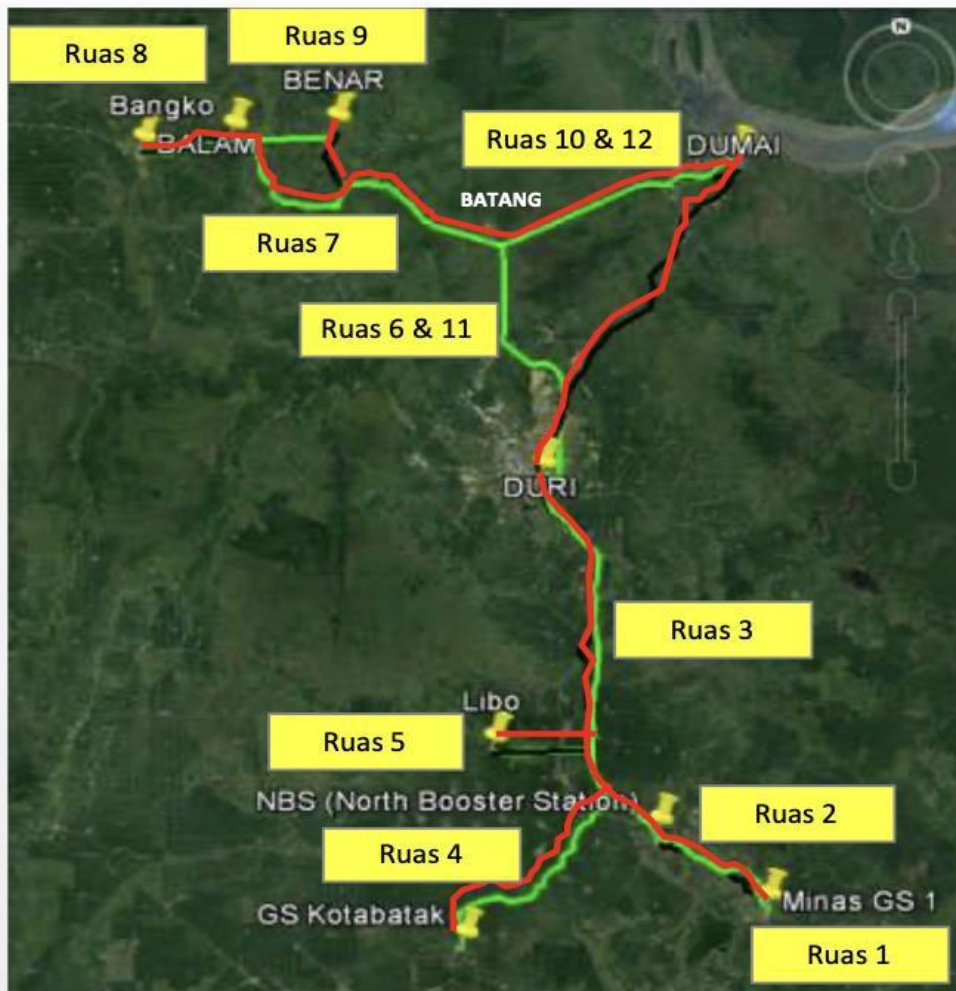 Ruas 9
Ruas 8
BENAR
Bangko
BALAM
Ruas 10 & 12
DUMAI
N
BATANG
Ruas 7
Ruas 6 & 11
DURI
Ruas 3
Libo
Ruas 5
NBS (North Booster Station)
Ruas 2
Ruas 4
Minas GS 1
GS Kotabatak
Ruas 1